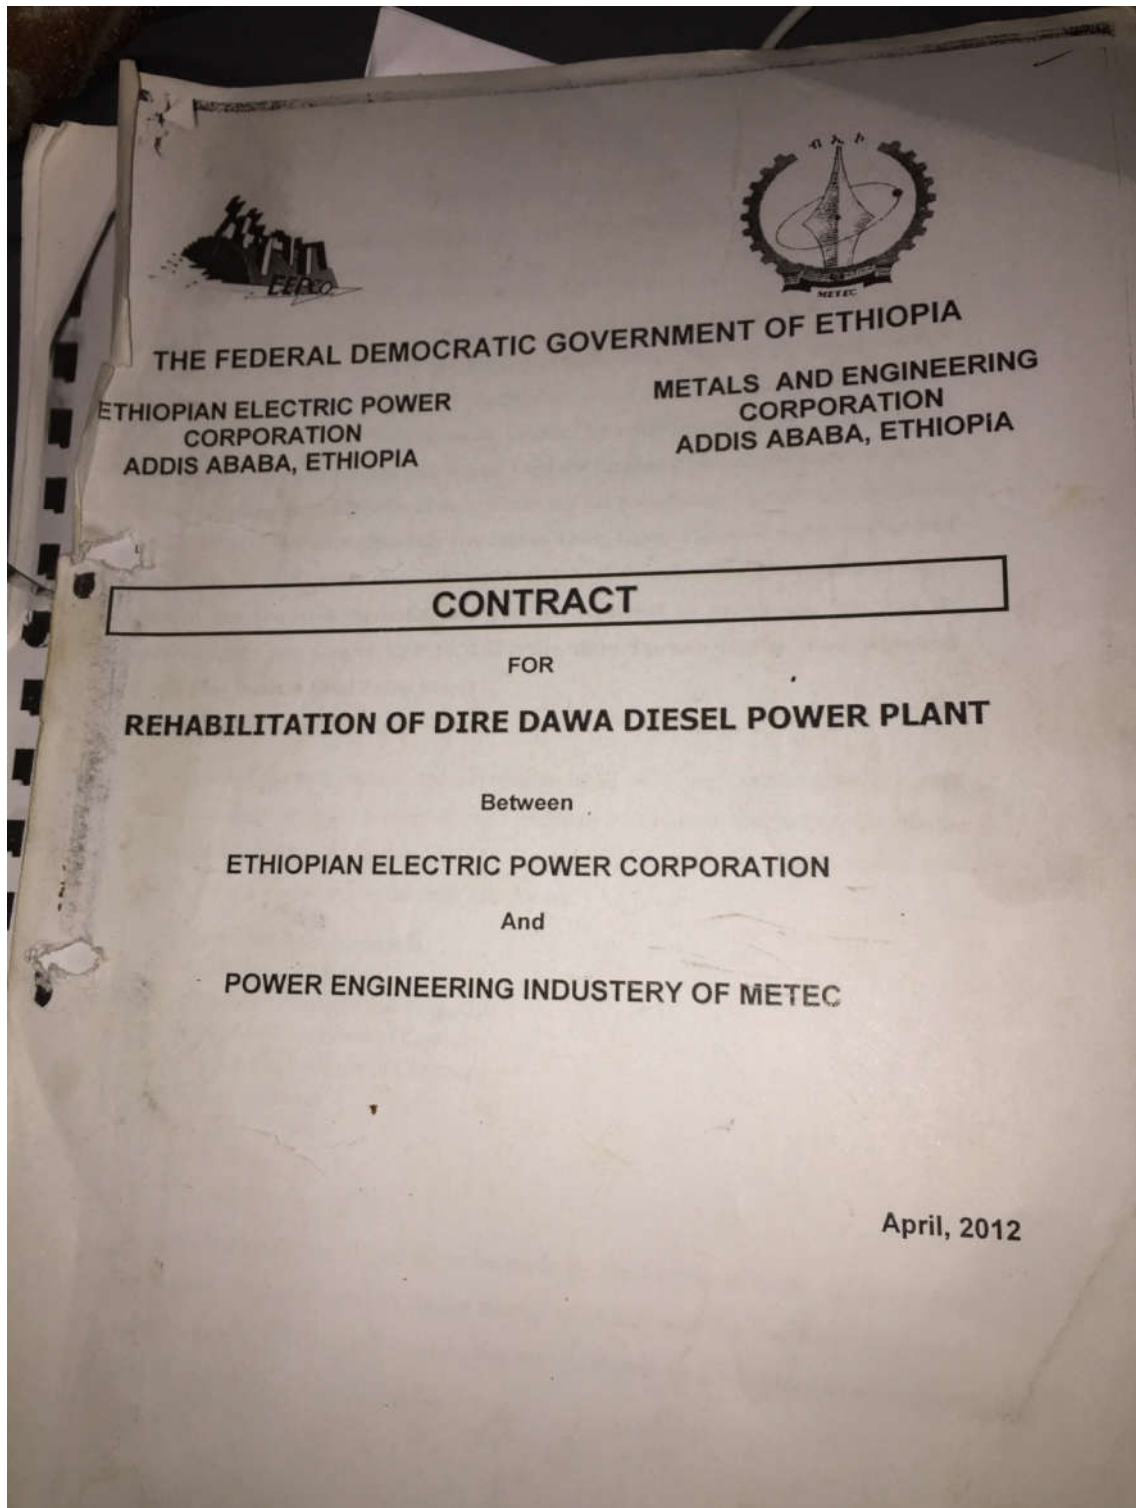 ብኢኮ
EEPCO
METEC
THE FEDERAL DEMOCRATIC GOVERNMENT OF ETHIOPIA
ETHIOPIAN ELECTRIC POWER
CORPORATION
ADDIS ABABA, ETHIOPIA
METALS AND ENGINEERING
CORPORATION
ADDIS ABABA, ETHIOPIA
CONTRACT
FOR
REHABILITATION OF DIRE DAWA DIESEL POWER PLANT
Between
ETHIOPIAN ELECTRIC POWER CORPORATION
And
POWER ENGINEERING INDUSTERY OF METEC
April, 2012